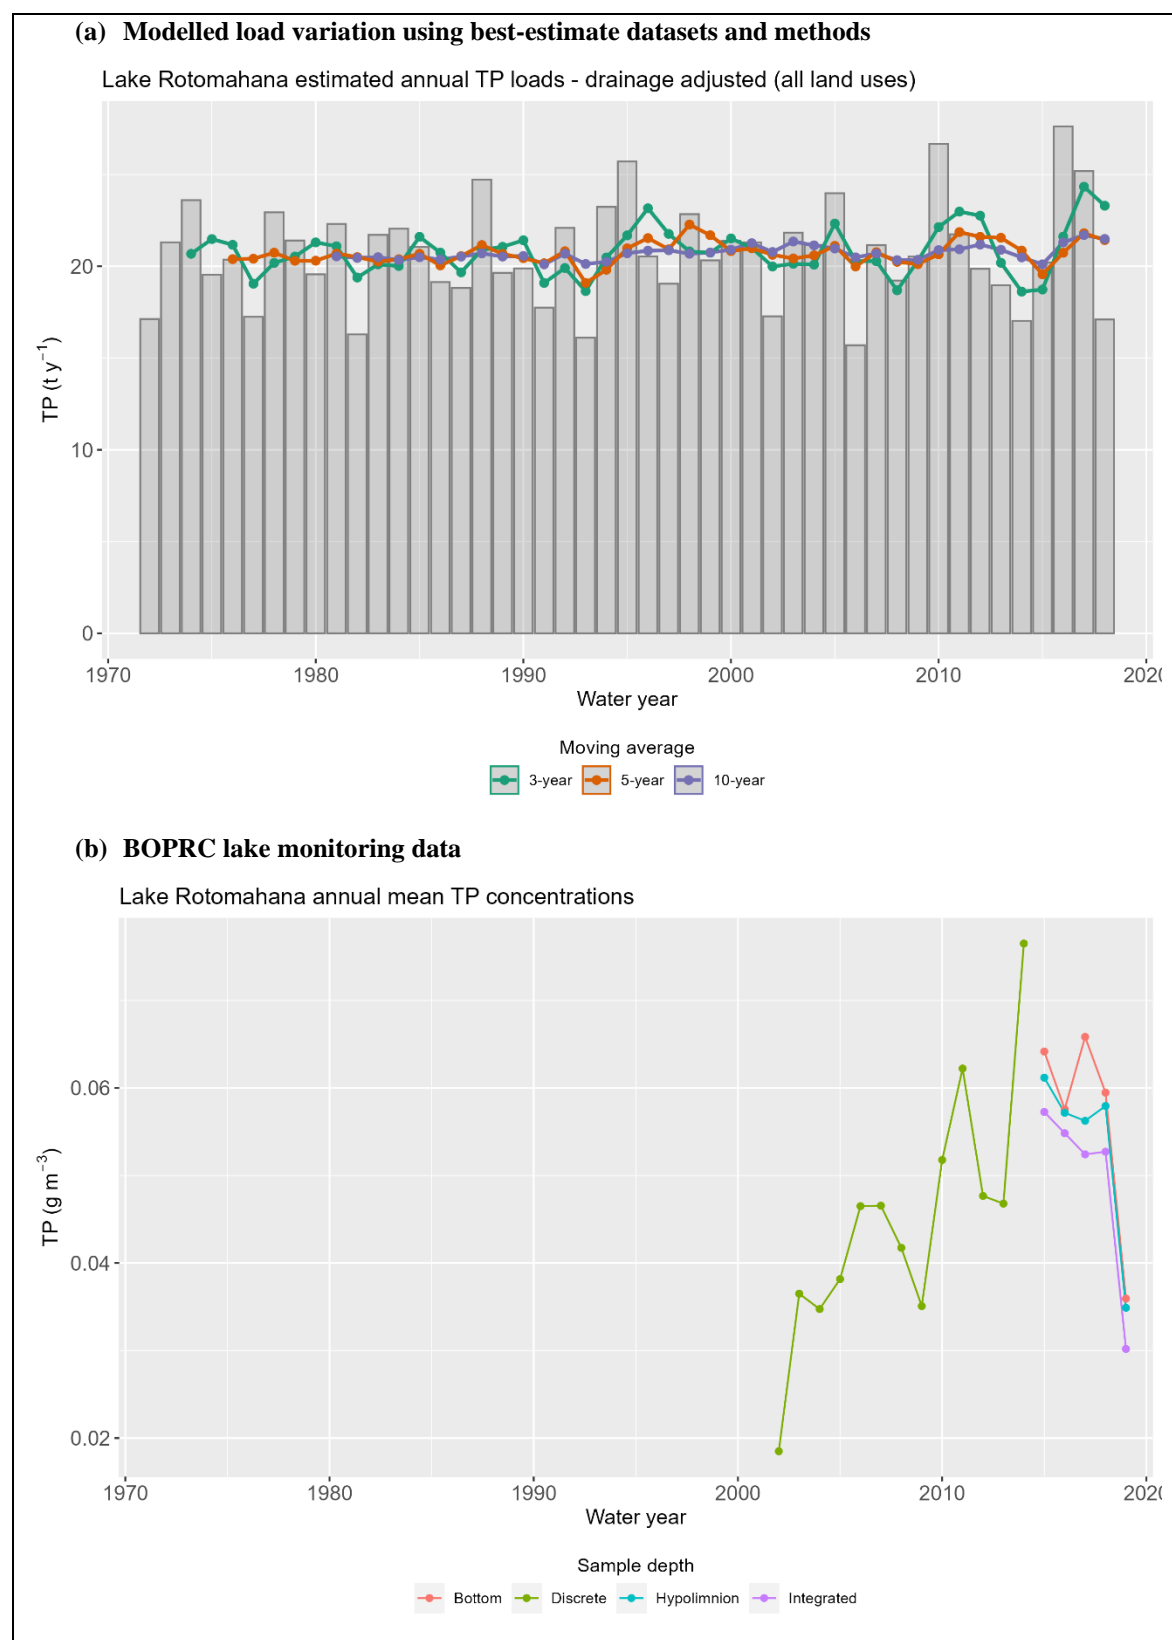 (a) Modelled load variation using best-estimate datasets and methods
Lake Rotomahana estimated annual TP loads - drainage adjusted (all land uses)
TP (t y⁻¹)
20
10
0
1970 1980 1990 2000 2010 2020
Water year
Moving average
3-year 5-year 10-year
(b) BOPRC lake monitoring data
Lake Rotomahana annual mean TP concentrations
TP (g m⁻³)
0.06
0.04
0.02
1970 1980 1990 2000 2010 2020
Water year
Sample depth
Bottom Discrete Hypolimnion Integrated